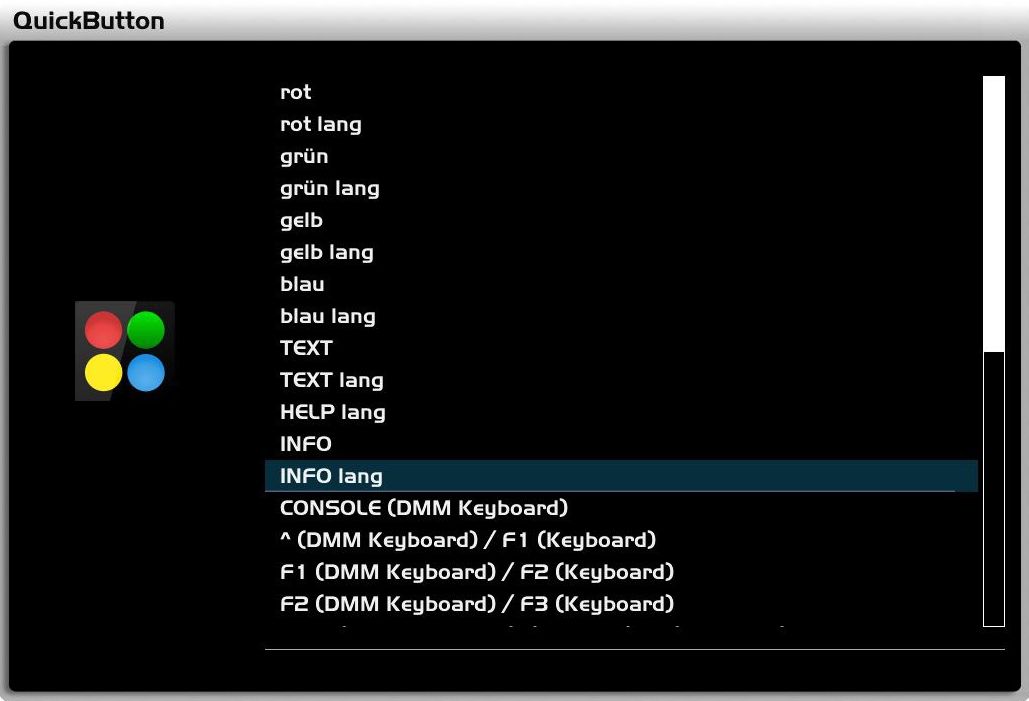 QuickButton
rot
rot lang
grün
grün lang
gelb
gelb lang
blau
blau lang
TEXT
TEXT lang
HELP lang
INFO
INFO lang
CONSOLE (DMM Keyboard)
^ (DMM Keyboard) / F1 (Keyboard)
F1 (DMM Keyboard) / F2 (Keyboard)
F2 (DMM Keyboard) / F3 (Keyboard)